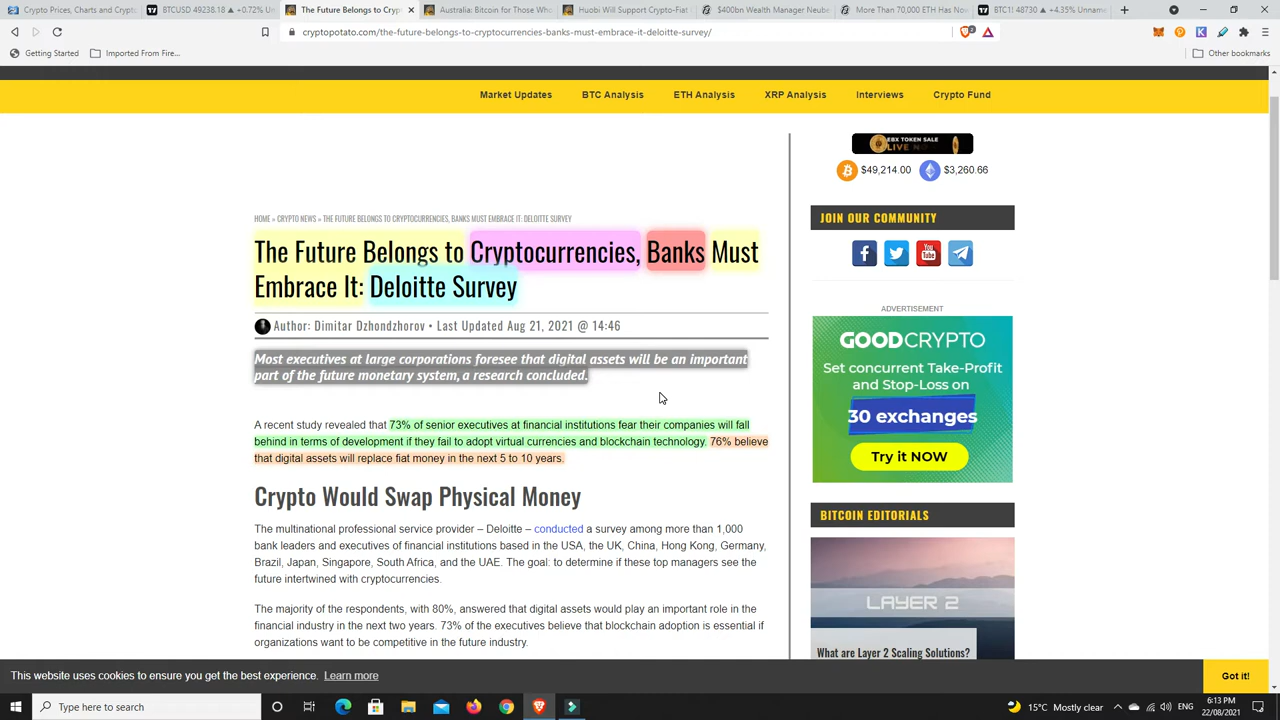 Crypto Prices, Charts and Crypto
BTCUSD 49238.18 ▲ +0.72% Un
The Future Belongs to Cryp
Australia: Bitcoin for Those Wh
Huobi Will Support Crypto-Fiat
$400bn Wealth Manager Neub
More Than 70,000 ETH Has Now
BTC1! 48730 ▲ +4.35% Unname
cryptopotato.com/the-future-belongs-to-cryptocurrencies-banks-must-embrace-it-deloitte-survey/
Getting Started
Imported From Fire...
Other bookmarks
Market Updates
BTC Analysis
ETH Analysis
XRP Analysis
Interviews
Crypto Fund
EBX TOKEN SALE
LIVE NO
$49,214.00
$3,260.66
HOME » CRYPTO NEWS » THE FUTURE BELONGS TO CRYPTOCURRENCIES, BANKS MUST EMBRACE IT: DELOITTE SURVEY
The Future Belongs to Cryptocurrencies, Banks Must
Embrace It: Deloitte Survey
Author: Dimitar Dzhondzhorov • Last Updated Aug 21, 2021 @ 14:46
Most executives at large corporations foresee that digital assets will be an important
part of the future monetary system, a research concluded.
A recent study revealed that 73% of senior executives at financial institutions fear their companies will fall
behind in terms of development if they fail to adopt virtual currencies and blockchain technology. 76% believe
that digital assets will replace fiat money in the next 5 to 10 years.
Crypto Would Swap Physical Money
The multinational professional service provider – Deloitte – conducted a survey among more than 1,000
bank leaders and executives of financial institutions based in the USA, the UK, China, Hong Kong, Germany,
Brazil, Japan, Singapore, South Africa, and the UAE. The goal: to determine if these top managers see the
future intertwined with cryptocurrencies.
The majority of the respondents, with 80%, answered that digital assets would play an important role in the
financial industry in the next two years. 73% of the executives believe that blockchain adoption is essential if
organizations want to be competitive in the future industry.
JOIN OUR COMMUNITY
You
Tube
ADVERTISEMENT
GOODCRYPTO
Set concurrent Take-Profit
and Stop-Loss on
30 exchanges
Try it NOW
BITCOIN EDITORIALS
LAYER 2
What are Layer 2 Scaling Solutions?
This website uses cookies to ensure you get the best experience. Learn more
Got it!
Type here to search
15°C Mostly clear
ENG
6:13 PM
22/08/2021